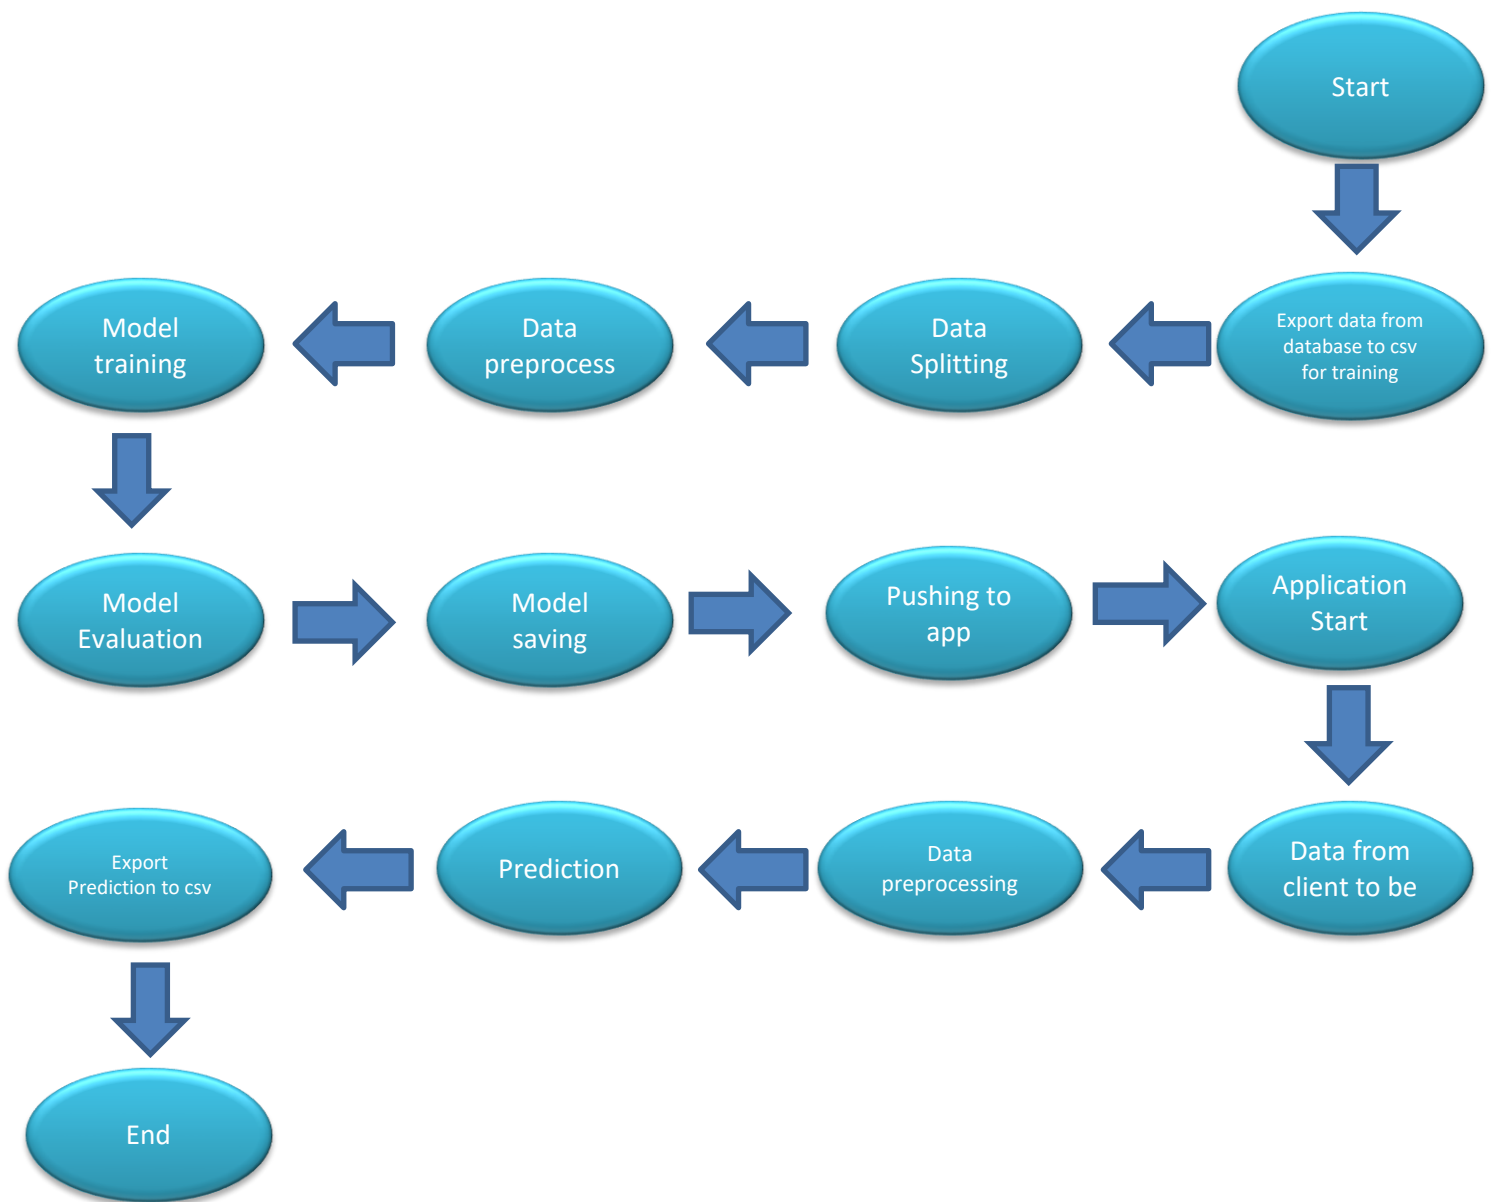 Start
Export data from
database to csv
for training
Data
Splitting
Data
preprocess
Model
training
Model
Evaluation
Model
saving
Pushing to
app
Application
Start
Data from
client to be
Data
preprocessing
Prediction
Export
Prediction to csv
End